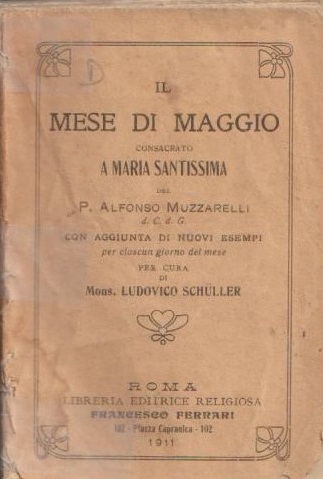 IL
MESE DI MAGGIO
CONSACRATO
A MARIA SANTISSIMA
DEL
P. ALFONSO MUZZARELLI
d. C. d. G.
CON AGGIUNTA DI NUOVI ESEMPI
per ciascun giorno del mese
PER CURA
DI
Mons. LUDOVICO SCHÜLLER
ROMA
LIBRERIA EDITRICE RELIGIOSA
FRANCESCO FERRARI
102 - Piazza Capranica - 102
1911